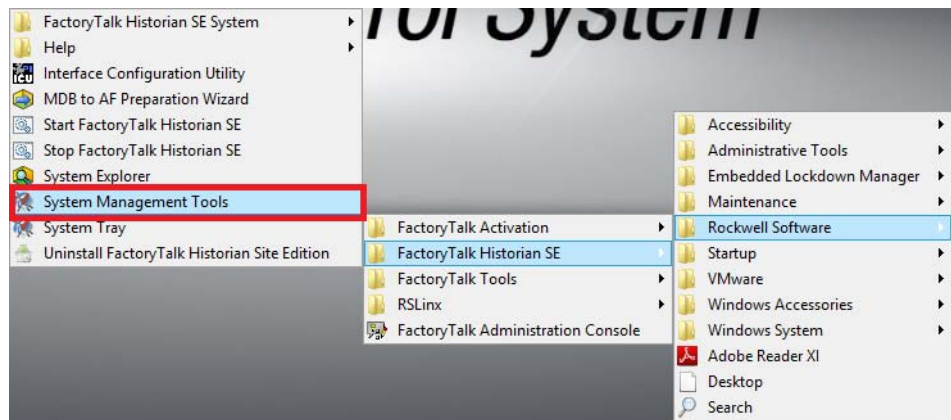 rol System
FactoryTalk Historian SE System
Help
Interface Configuration Utility
MDB to AF Preparation Wizard
Start FactoryTalk Historian SE
Stop FactoryTalk Historian SE
System Explorer
System Management Tools
System Tray
Uninstall FactoryTalk Historian Site Edition
FactoryTalk Activation
FactoryTalk Historian SE
FactoryTalk Tools
RSLinx
FactoryTalk Administration Console
Accessibility
Administrative Tools
Embedded Lockdown Manager
Maintenance
Rockwell Software
Startup
VMware
Windows Accessories
Windows System
Adobe Reader XI
Desktop
Search